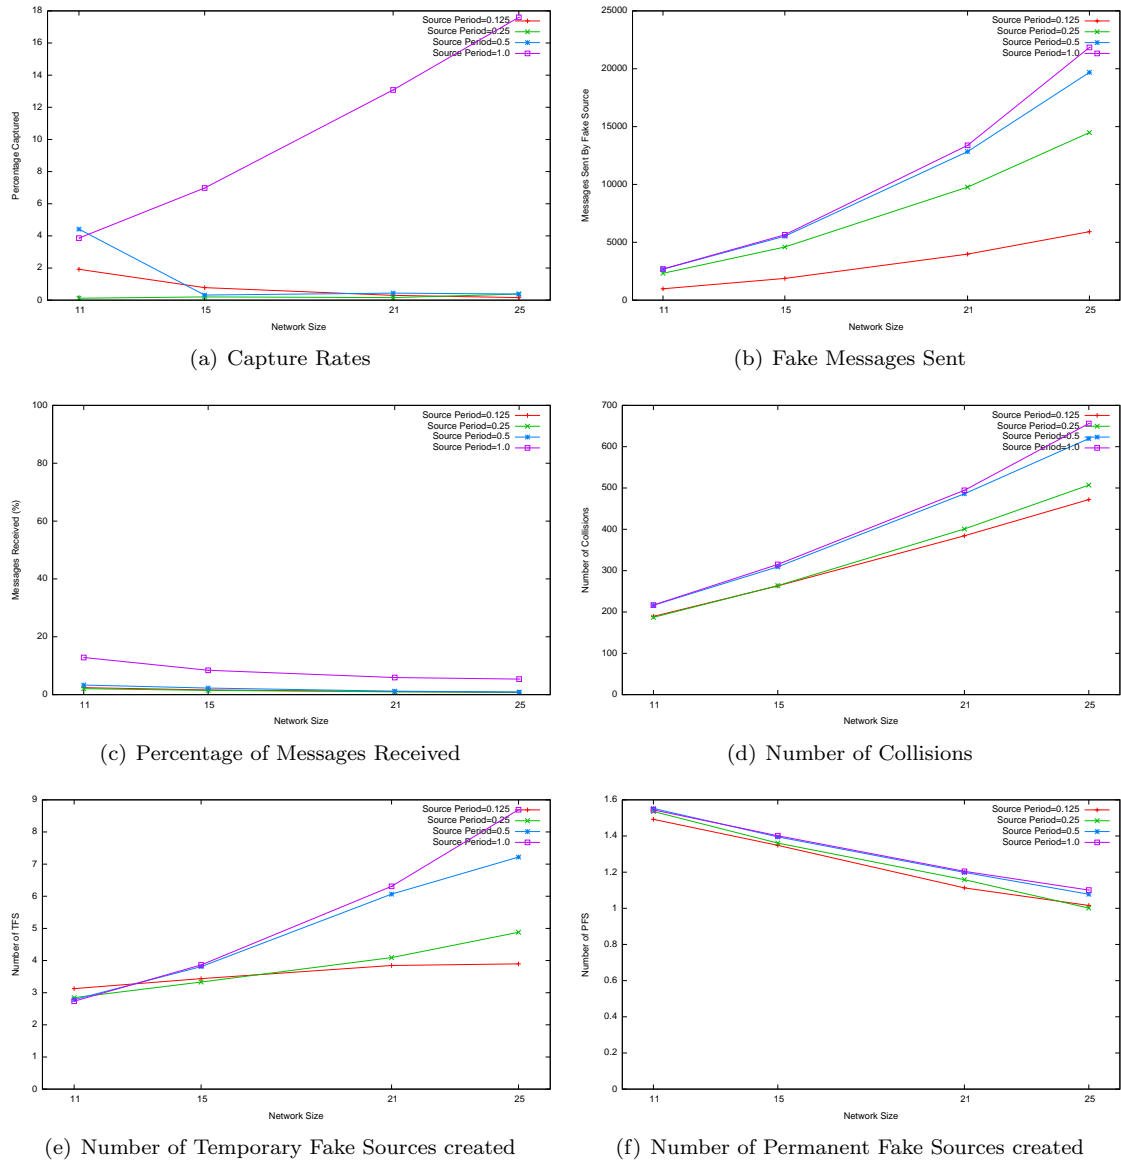 18
16
14
12
10
8
6
4
2
0
Percentage Captured
11
15
21
25
Network Size
Source Period=0.125
Source Period=0.25
Source Period=0.5
Source Period=1.0
(a) Capture Rates
25000
20000
15000
10000
5000
0
Messages Sent By Fake Source
11
15
21
25
Network Size
Source Period=0.125
Source Period=0.25
Source Period=0.5
Source Period=1.0
(b) Fake Messages Sent
100
80
60
40
20
0
Messages Received (%)
11
15
21
25
Network Size
Source Period=0.125
Source Period=0.25
Source Period=0.5
Source Period=1.0
(c) Percentage of Messages Received
700
600
500
400
300
200
100
0
Number of Collisions
11
15
21
25
Network Size
Source Period=0.125
Source Period=0.25
Source Period=0.5
Source Period=1.0
(d) Number of Collisions
9
8
7
6
5
4
3
2
1
0
Number of TFS
11
15
21
25
Network Size
Source Period=0.125
Source Period=0.25
Source Period=0.5
Source Period=1.0
(e) Number of Temporary Fake Sources created
1.6
1.4
1.2
1
0.8
0.6
0.4
0.2
0
Number of PFS
11
15
21
25
Network Size
Source Period=0.125
Source Period=0.25
Source Period=0.5
Source Period=1.0
(f) Number of Permanent Fake Sources created